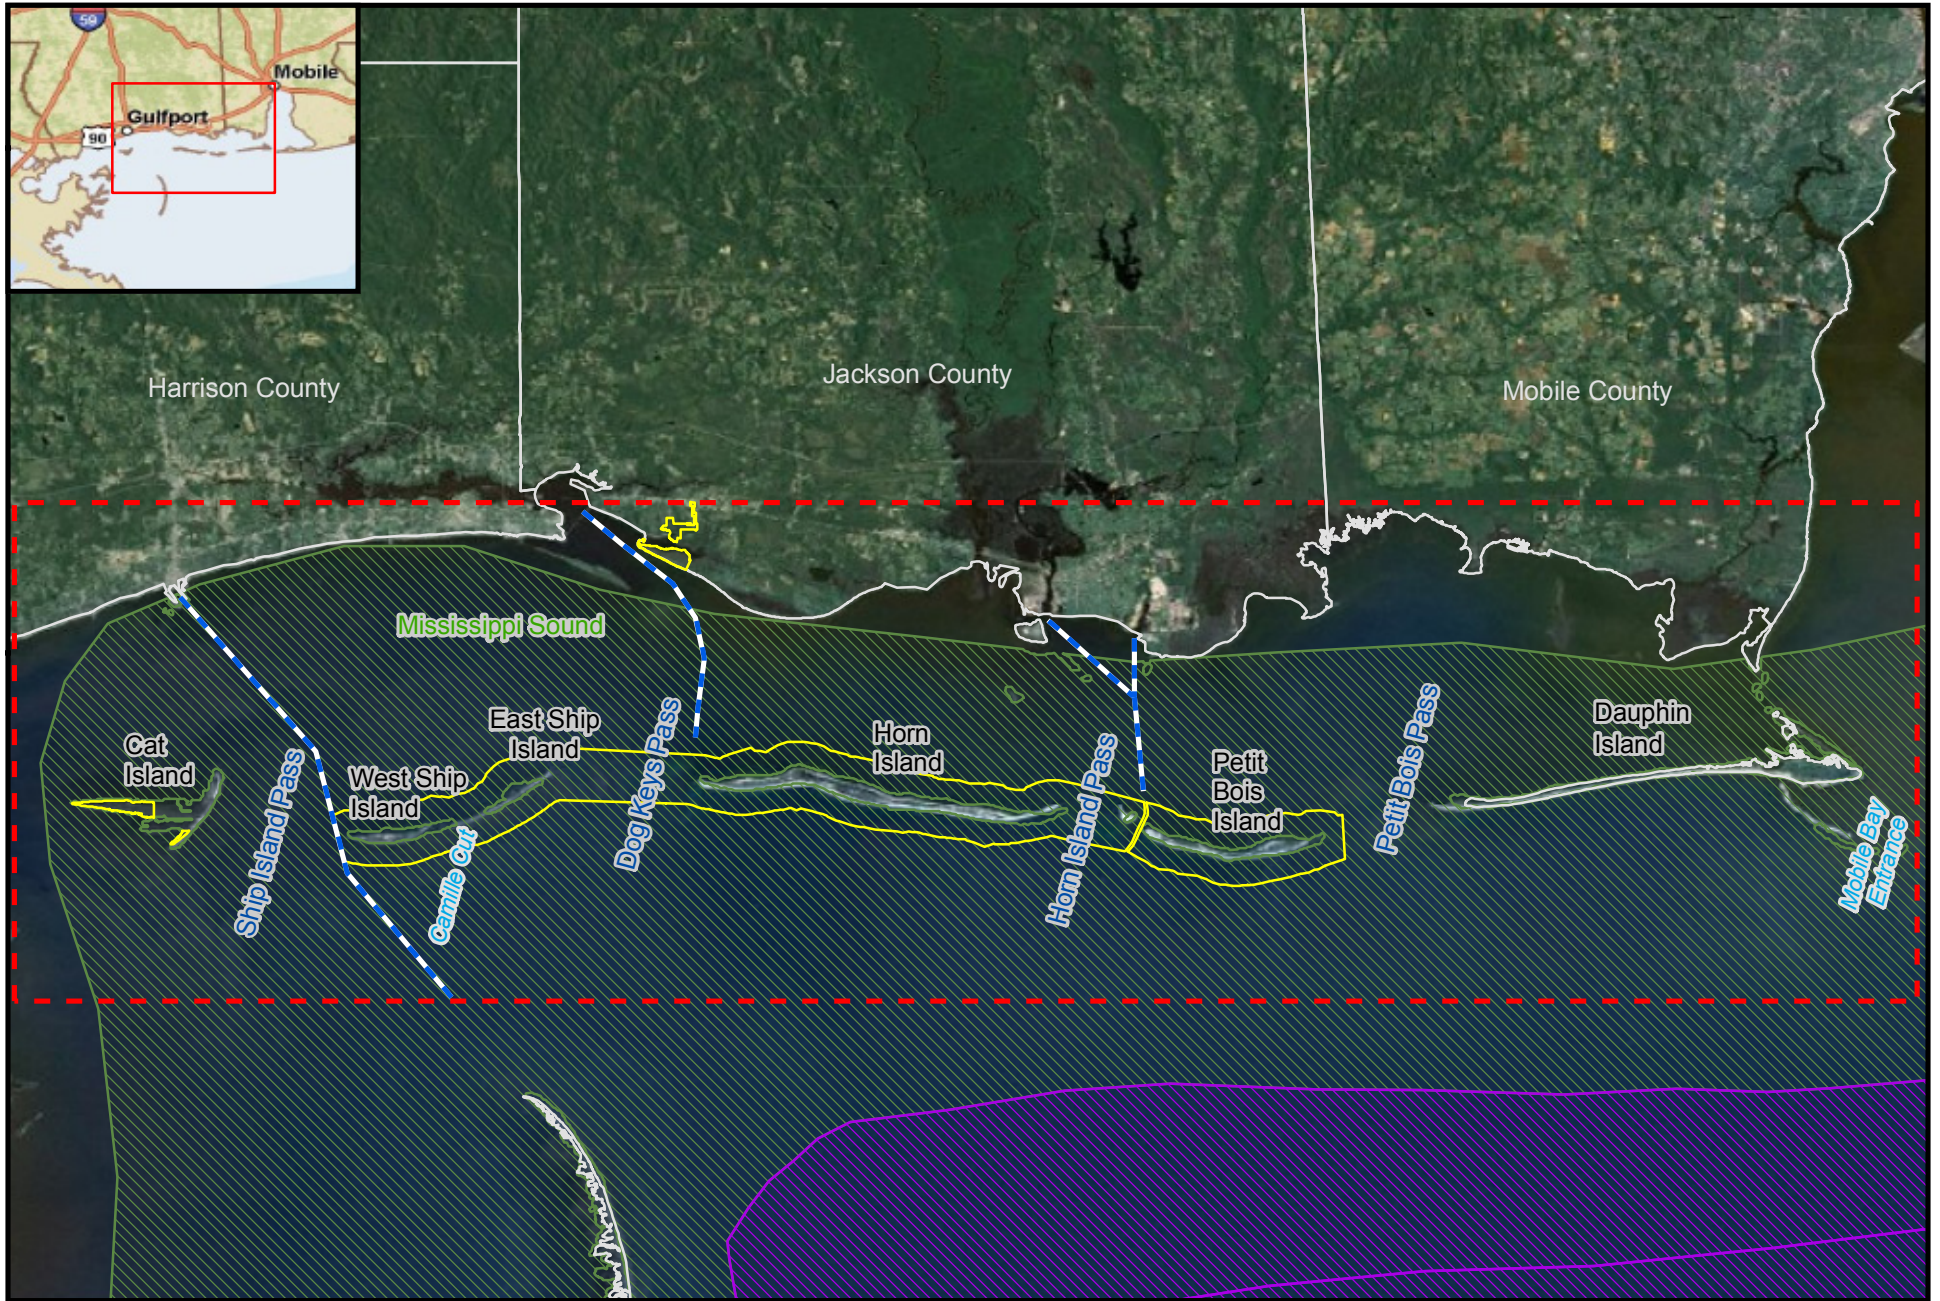 59
Mobile
Gulfport
90
Harrison County
Jackson County
Mobile County
Mississippi Sound
Cat
Island
Ship Island Pass
West Ship
Island
East Ship
Island
Camille Cut
Dog Keys Pass
Horn
Island
Horn Island Pass
Petit
Bois
Island
Petit Bois Pass
Dauphin
Island
Mobile Bay
Entrance